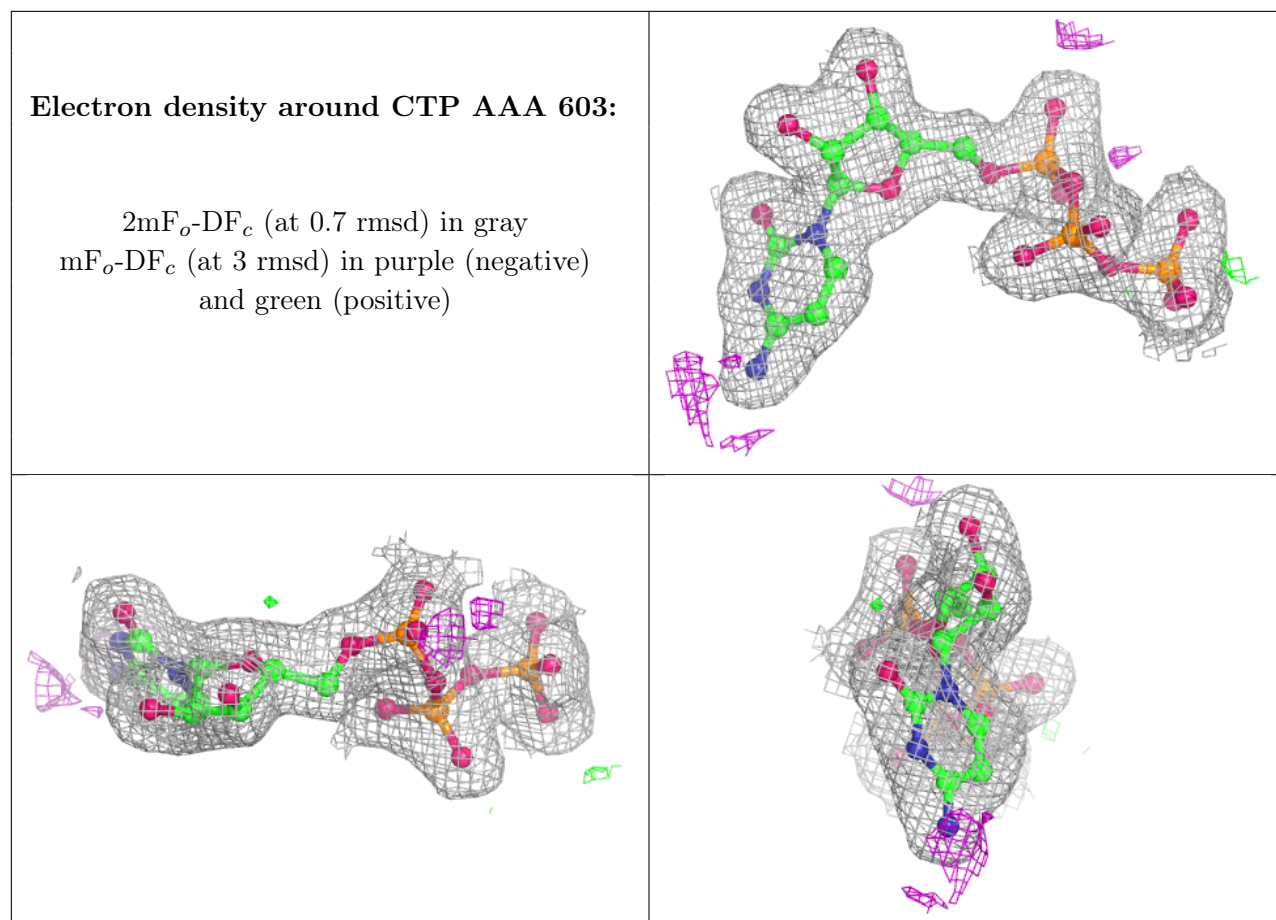 Electron density around CTP AAA 603:
2mFo-DFc (at 0.7 rmsd) in gray
mFo-DFc (at 3 rmsd) in purple (negative)
and green (positive)